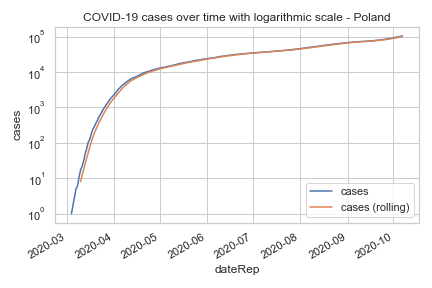 COVID-19 cases over time with logarithmic scale - Poland
cases
10^5
10^4
10^3
10^2
10^1
10^0
cases
cases (rolling)
2020-03
2020-04
2020-05
2020-06
2020-07
2020-08
2020-09
2020-10
dateRep